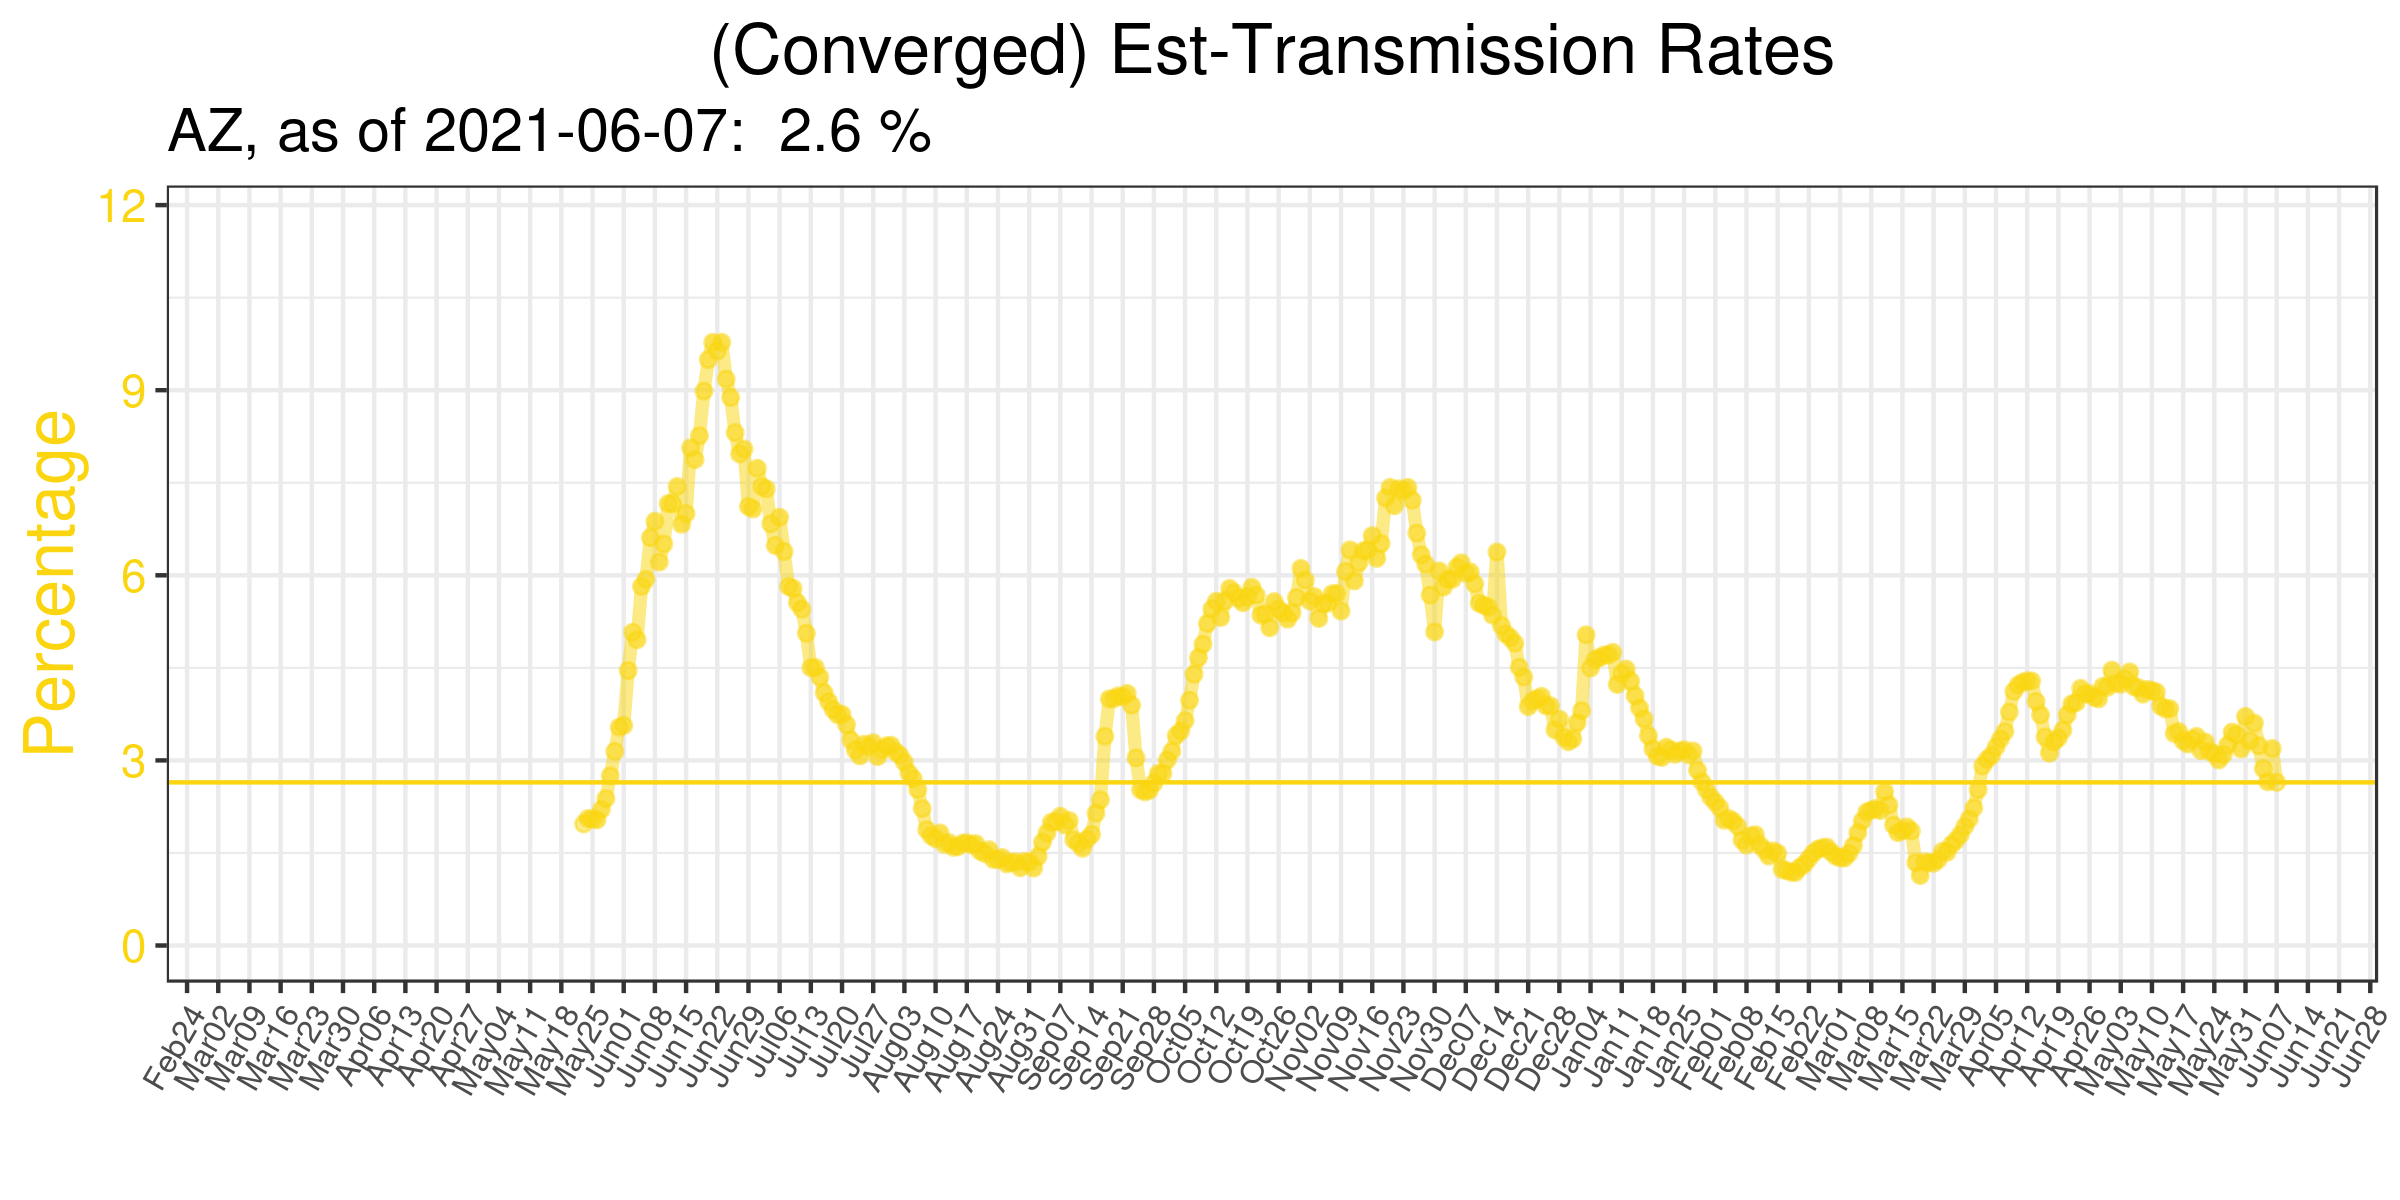 (Converged) Est-Transmission Rates
AZ, as of 2021-06-07:  2.6 %
Percentage
12
9
6
3
0
Feb24
Mar02
Mar09
Mar16
Mar23
Mar30
Apr06
Apr13
Apr20
Apr27
May04
May11
May18
May25
Jun01
Jun08
Jun15
Jun22
Jun29
Jul06
Jul13
Jul20
Jul27
Aug03
Aug10
Aug17
Aug24
Aug31
Sep07
Sep14
Sep21
Sep28
Oct05
Oct12
Oct19
Oct26
Nov02
Nov09
Nov16
Nov23
Nov30
Dec07
Dec14
Dec21
Dec28
Jan04
Jan11
Jan18
Jan25
Feb01
Feb08
Feb15
Feb22
Mar01
Mar08
Mar15
Mar22
Mar29
Apr05
Apr12
Apr19
Apr26
May03
May10
May17
May24
May31
Jun07
Jun14
Jun21
Jun28